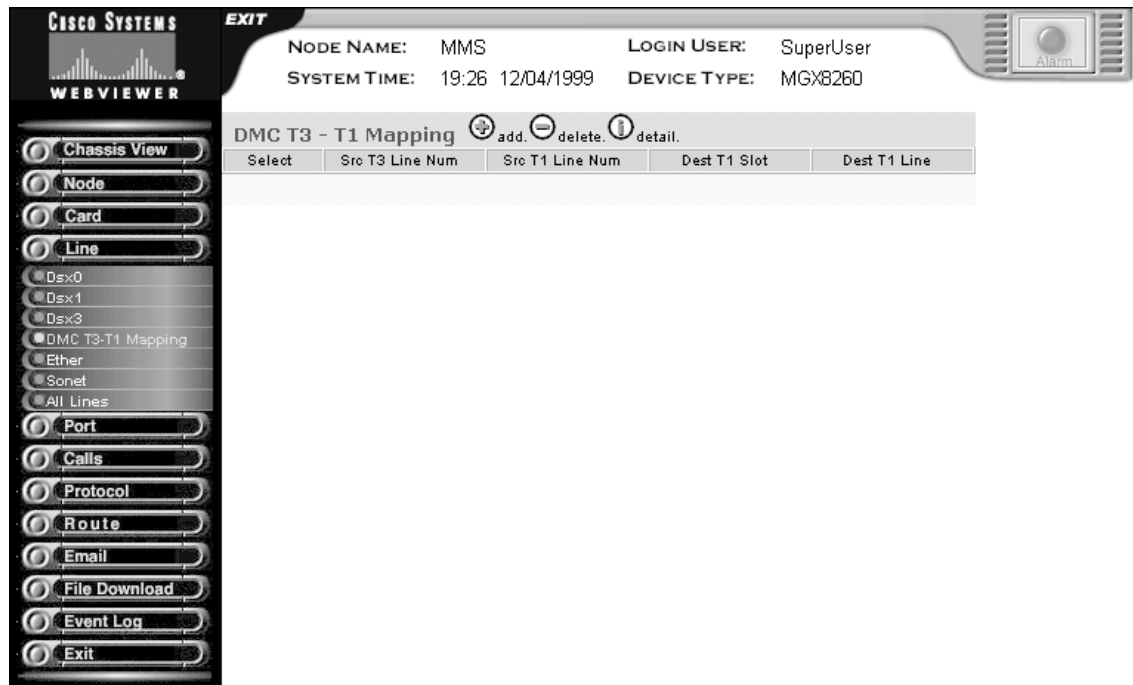 CISCO SYSTEMS
WEBVIEWER
EXIT
NODE NAME: MMS LOGIN USER: SuperUser
SYSTEM TIME: 19:26 12/04/1999 DEVICE TYPE: MGX8260
Alarm
DMC T3 - T1 Mapping add. delete. detail.
Select Src T3 Line Num Src T1 Line Num Dest T1 Slot Dest T1 Line
Chassis View
Node
Card
Line
Dsx0
Dsx1
Dsx3
DMC T3-T1 Mapping
Ether
Sonet
All Lines
Port
Calls
Protocol
Route
Email
File Download
Event Log
Exit